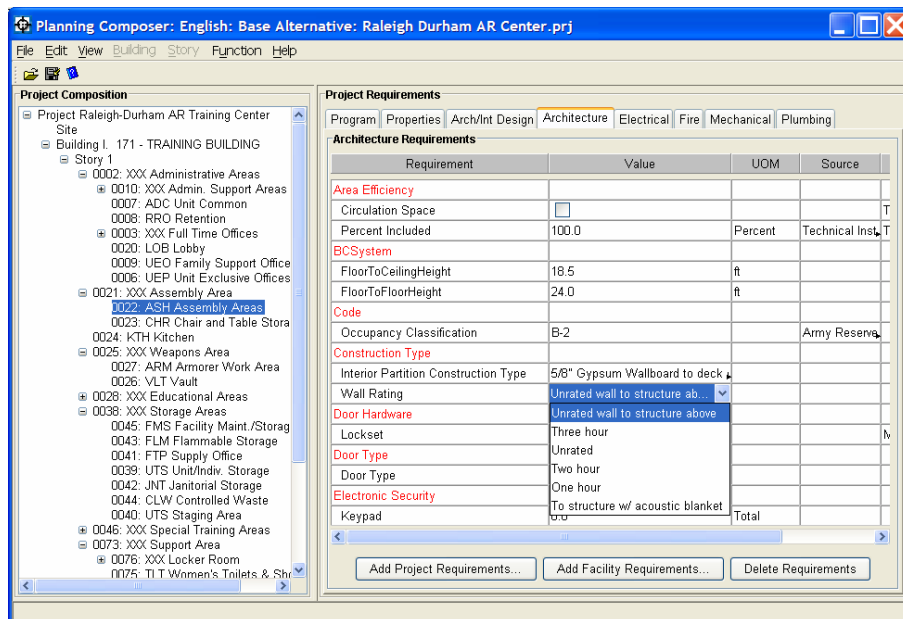 Planning Composer: English: Base Alternative: Raleigh Durham AR Center.prj
File Edit View Building Story Function Help
Project Composition
Project Raleigh-Durham AR Training Center
Site
Building I. 171 - TRAINING BUILDING
Story 1
0002: XXX Administrative Areas
0010: XXX Admin. Support Areas
0007: ADC Unit Common
0008: RRO Retention
0003: XXX Full Time Offices
0020: LOB Lobby
0009: UEO Family Support Office
0006: UEP Unit Exclusive Offices
0021: XXX Assembly Area
0022: ASH Assembly Areas
0023: CHR Chair and Table Stora
0024: KTH Kitchen
0025: XXX Weapons Area
0027: ARM Armorer Work Area
0026: VLT Vault
0028: XXX Educational Areas
0038: XXX Storage Areas
0045: FMS Facility Maint./Storag
0043: FLM Flammable Storage
0041: FTP Supply Office
0039: UTS Unit/Indiv. Storage
0042: JNT Janitorial Storage
0044: CLW Controlled Waste
0040: UTS Staging Area
0046: XXX Special Training Areas
0073: XXX Support Area
0076: XXX Locker Room
0075: TLT Women's Toilets & Sho
Project Requirements
Program Properties Arch/Int Design Architecture Electrical Fire Mechanical Plumbing
Architecture Requirements
Requirement Value UOM Source
Area Efficiency
Circulation Space T
Percent Included 100.0 Percent Technical Inst T
BCSystem
FloorToCeilingHeight 18.5 ft
FloorToFloorHeight 24.0 ft
Code
Occupancy Classification B-2 Army Reserve
Construction Type
Interior Partition Construction Type 5/8" Gypsum Wallboard to deck
Wall Rating Unrated wall to structure ab...
Door Hardware Unrated wall to structure above
Lockset Three hour M
Door Type Unrated
Door Type Two hour
Electronic Security One hour
To structure w/ acoustic blanket
Keypad 0.0 Total
Add Project Requirements... Add Facility Requirements... Delete Requirements